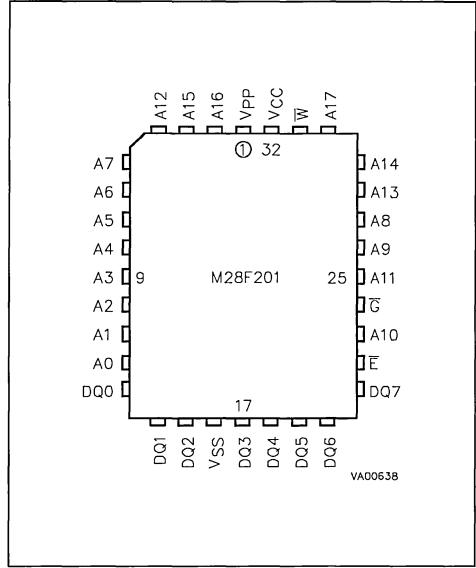 A12 A15 A16 VPP VCC W̅ A17
① 32
A7 A14
A6 A13
A5 A8
A4 A9
A3 9 M28F201 25 A11
A2 G̅
A1 A10
A0 E̅
DQ0 DQ7
17
DQ1 DQ2 VSS DQ3 DQ4 DQ5 DQ6
VA00638